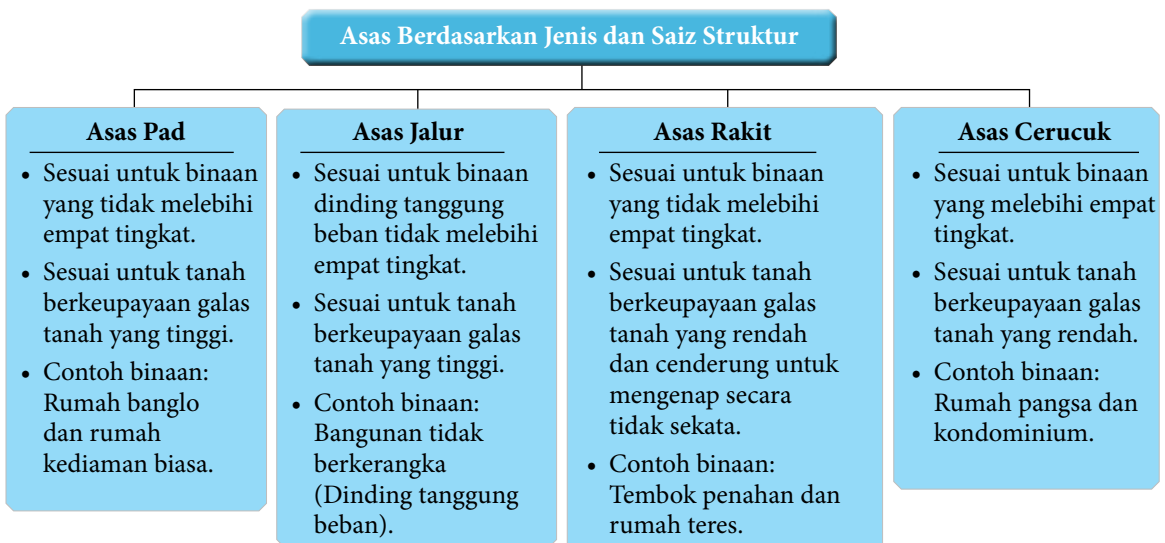 Asas Berdasarkan Jenis dan Saiz Struktur
Asas Pad
• Sesuai untuk binaan
yang tidak melebihi
empat tingkat.
• Sesuai untuk tanah
berkeupayaan galas
tanah yang tinggi.
• Contoh binaan:
Rumah banglo
dan rumah
kediaman biasa.
Asas Jalur
• Sesuai untuk binaan
dinding tanggung
beban tidak melebihi
empat tingkat.
• Sesuai untuk tanah
berkeupayaan galas
tanah yang tinggi.
• Contoh binaan:
Bangunan tidak
berkerangka
(Dinding tanggung
beban).
Asas Rakit
• Sesuai untuk binaan
yang tidak melebihi
empat tingkat.
• Sesuai untuk tanah
berkeupayaan galas
tanah yang rendah
dan cenderung untuk
mengenap secara
tidak sekata.
• Contoh binaan:
Tembok penahan dan
rumah teres.
Asas Cerucuk
• Sesuai untuk binaan
yang melebihi empat
tingkat.
• Sesuai untuk tanah
berkeupayaan galas
tanah yang rendah.
• Contoh binaan:
Rumah pangsa dan
kondominium.